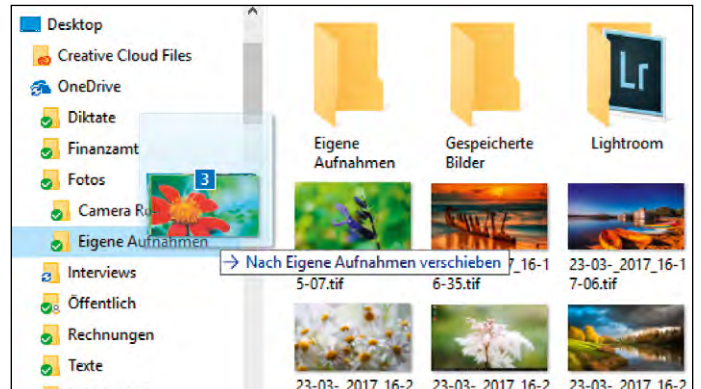 Desktop
Creative Cloud Files
OneDrive
Diktate
Finanzamt
Fotos
Camera
Eigene Aufnahmen
Interviews
Öffentlich
Rechnungen
Texte
3
→ Nach Eigene Aufnahmen verschieben
Eigene
Aufnahmen
Gespeicherte
Bilder
Lr
Lightroom
5-07.tif
7_16-1
6-35.tif
23-03-_2017_16-1
7-06.tif
23-03-_2017_16-2
23-03-_2017_16-2
23-03-_2017_16-2